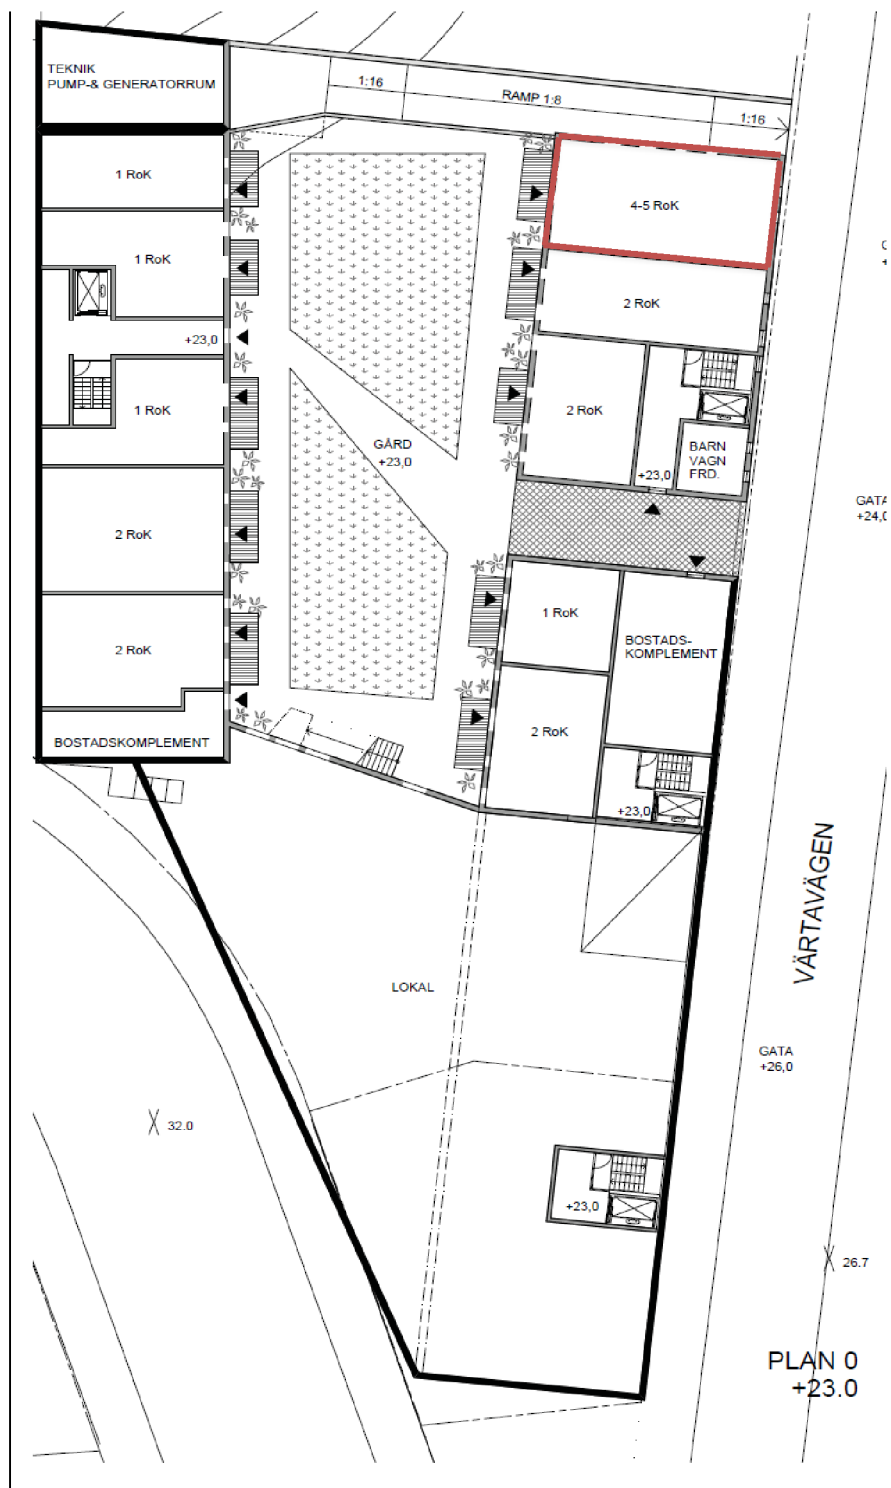 TEKNIK
PUMP-& GENERATORRUM
1:16
RAMP 1:8
1:16
1 RoK
4-5 RoK
1 RoK
2 RoK
+23,0
1 RoK
2 RoK
GÅRD
+23,0
BARN
VAGN
FRD.
+23,0
GATA
+24,0
2 RoK
1 RoK
BOSTADS-
KOMPLEMENT
2 RoK
2 RoK
BOSTADSKOMPLEMENT
+23,0
VÄRTAVÄGEN
LOKAL
GATA
+26,0
32.0
+23,0
26.7
PLAN 0
+23.0